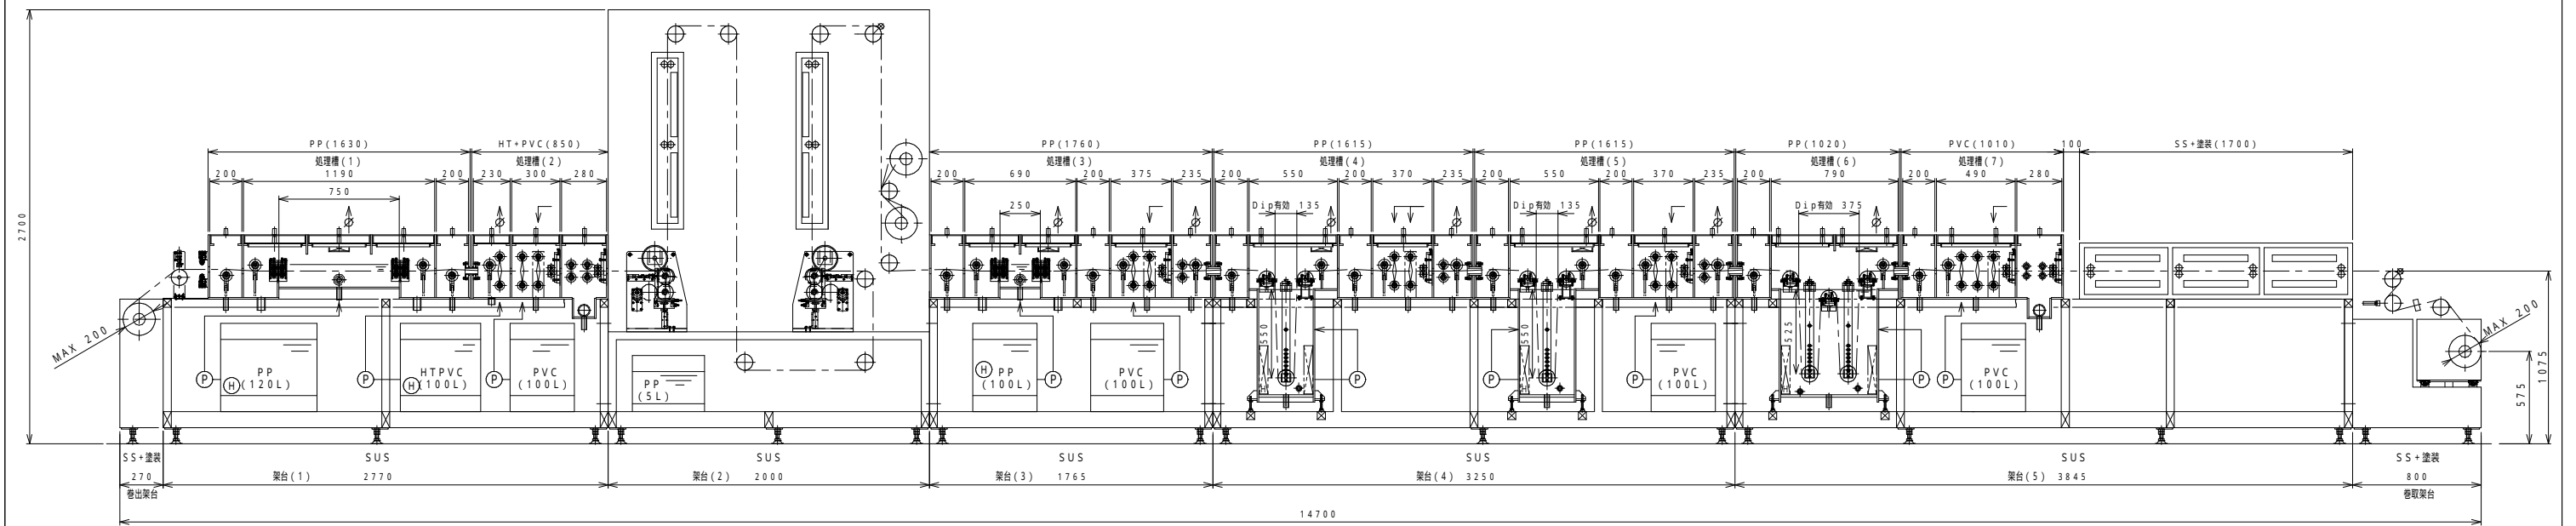 PP(1630)
HT+PVC(850)
PP(1760)
PP(1615)
PP(1615)
PP(1020)
PVC(1010)
100
SS+塗装(1700)
処理槽(1)
処理槽(2)
処理槽(3)
処理槽(4)
処理槽(5)
処理槽(6)
処理槽(7)
200 1190 200 230 300 280
200 690 200 375 235
200 550 200 370 235
200 550 200 370 235
200 790
200 490 280
750
250
Dip有効 135
Dip有効 135
Dip有効 375
2700
MAX 200
MAX 200
550
550
525
575
1075
P
H
PP
(120L)
P
H
HTPVC
(100L)
P
PVC
(100L)
PP
(5L)
H
PP
(100L)
P
PVC
(100L)
P
P
P
P
PVC
(100L)
P
P
PVC
(100L)
SS+塗装
SUS
SUS
SUS
SUS
SUS
SS+塗装
270
架台(1) 2770
架台(2) 2000
架台(3) 1765
架台(4) 3250
架台(5) 3845
800
巻出架台
巻取架台
14700